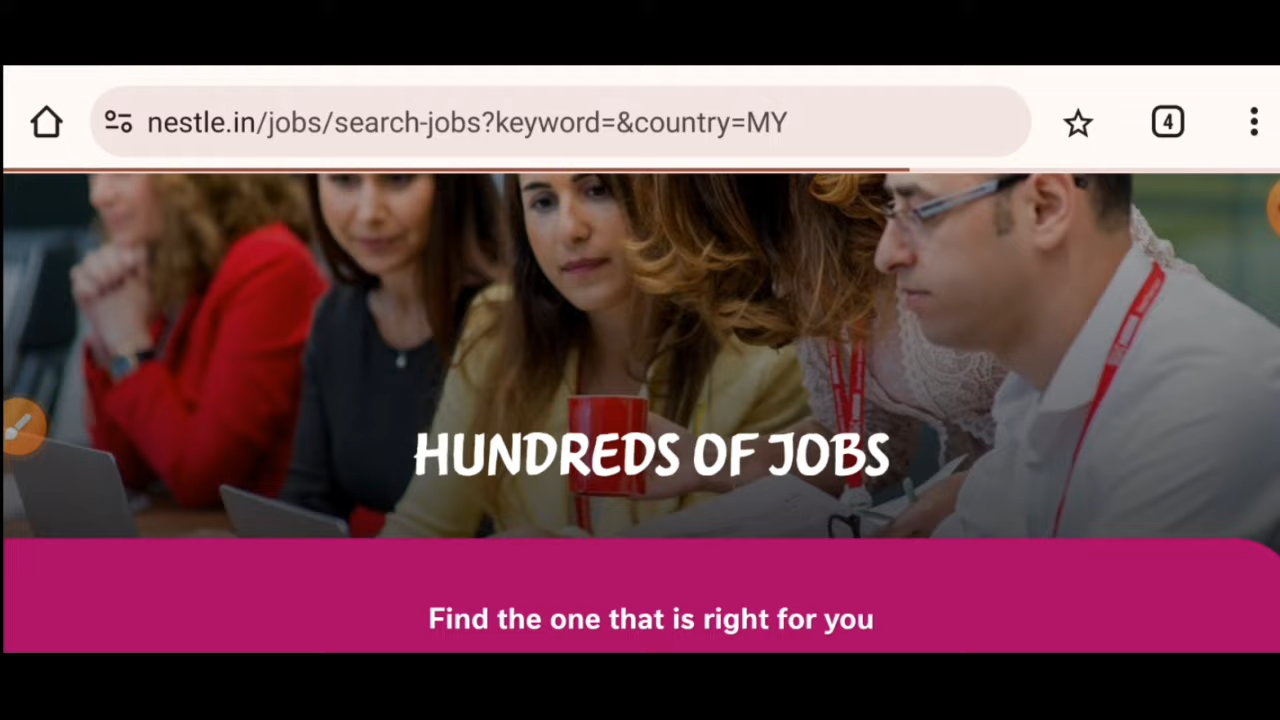 nestle.in/jobs/search-jobs?keyword=&country=MY
4
HUNDREDS OF JOBS
Find the one that is right for you